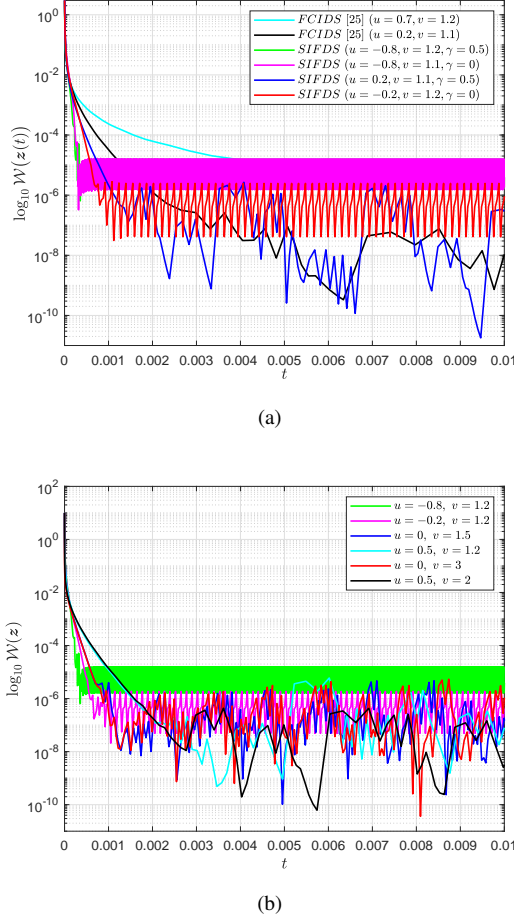 10^0
10^-2
10^-4
10^-6
10^-8
10^-10
log_10 W(z(t))
FCIDS [25] (u = 0.7, v = 1.2)
FCIDS [25] (u = 0.2, v = 1.1)
SIFDS (u = −0.8, v = 1.2, γ = 0.5)
SIFDS (u = −0.8, v = 1.1, γ = 0)
SIFDS (u = 0.2, v = 1.1, γ = 0.5)
SIFDS (u = −0.2, v = 1.2, γ = 0)
0 0.001 0.002 0.003 0.004 0.005 0.006 0.007 0.008 0.009 0.01
t
(a)
10^2
10^0
10^-2
10^-4
10^-6
10^-8
10^-10
log_10 W(z)
u = −0.8, v = 1.2
u = −0.2, v = 1.2
u = 0, v = 1.5
u = 0.5, v = 1.2
u = 0, v = 3
u = 0.5, v = 2
0 0.001 0.002 0.003 0.004 0.005 0.006 0.007 0.008 0.009 0.01
t
(b)